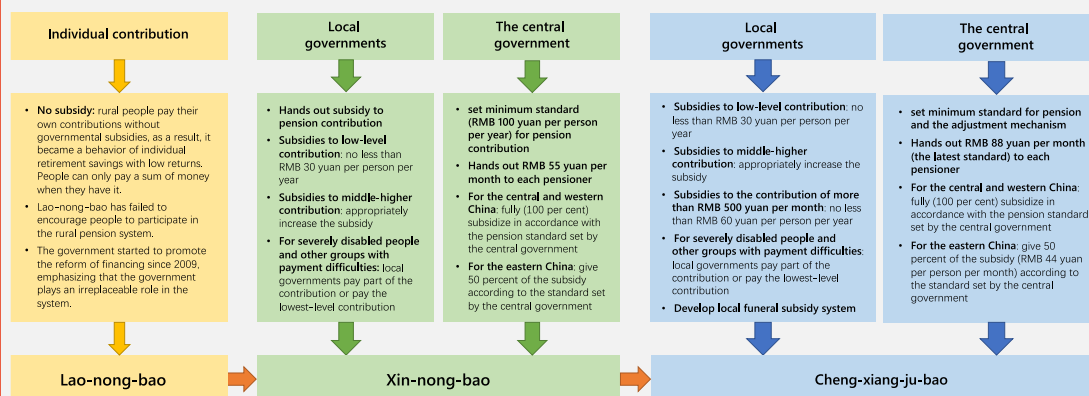 Individual contribution
• No subsidy: rural people pay their
own contributions without
governmental subsidies, as a result, it
became a behavior of individual
retirement savings with low returns.
People can only pay a sum of money
when they have it.
• Lao-nong-bao has failed to
encourage people to participate in
the rural pension system.
• The government started to promote
the reform of financing since 2009,
emphasizing that the government
plays an irreplaceable role in the
system.
Lao-nong-bao
Local
governments
• Hands out subsidy to
pension contribution
• Subsidies to low-level
contribution: no less than
RMB 30 yuan per person per
year
• Subsidies to middle-higher
contribution: appropriately
increase the subsidy
• For severely disabled people
and other groups with
payment difficulties: local
governments pay part of the
contribution or pay the
lowest-level contribution
The central
government
• set minimum standard
(RMB 100 yuan per person
per year) for pension
contribution
• Hands out RMB 55 yuan per
month to each pensioner
• For the central and western
China: fully (100 per cent)
subsidize in accordance with
the pension standard set by
the central government
• For the eastern China: give
50 percent of the subsidy
according to the standard set
by the central government
Xin-nong-bao
Local
governments
• Subsidies to low-level contribution: no
less than RMB 30 yuan per person per
year
• Subsidies to middle-higher
contribution: appropriately increase the
subsidy
• Subsidies to the contribution of more
than RMB 500 yuan per month: no less
than RMB 60 yuan per person per year
• For severely disabled people and
other groups with payment difficulties:
local governments pay part of the
contribution or pay the lowest-level
contribution
• Develop local funeral subsidy system
The central
government
• set minimum standard for pension
and the adjustment mechanism
• Hands out RMB 88 yuan per month
(the latest standard) to each
pensioner
• For the central and western China:
fully (100 per cent) subsidize in
accordance with the pension standard
set by the central government
• For the eastern China: give 50
percent of the subsidy (RMB 44 yuan
per person per month) according to
the standard set by the central
government
Cheng-xiang-ju-bao